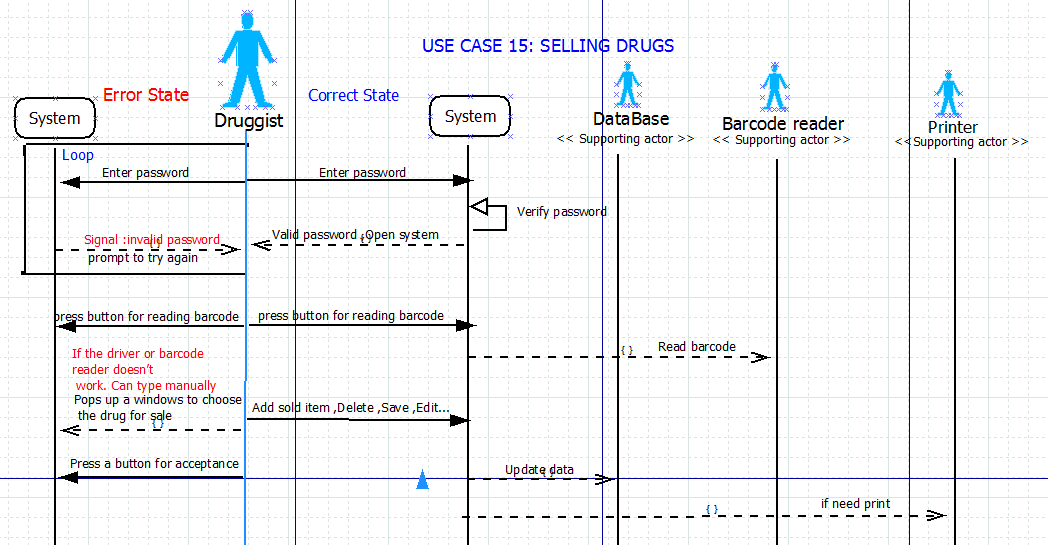 USE CASE 15: SELLING DRUGS
Error State
Correct State
System
Druggist
System
DataBase
<< Supporting actor >>
Barcode reader
<< Supporting actor >>
Printer
<<Supporting actor >>
Loop
Enter password
Enter password
Verify password
Signal :invalid password
{ }
prompt to try again
Valid password ,Open system
{ }
press button for reading barcode
press button for reading barcode
{ }
Read barcode
If the driver or barcode
reader doesn't
work. Can type manually
Pops up a windows to choose
the drug for sale
{ }
Add sold item ,Delete ,Save ,Edit...
Press a button for acceptance
Update data
{ }
{ }
if need print